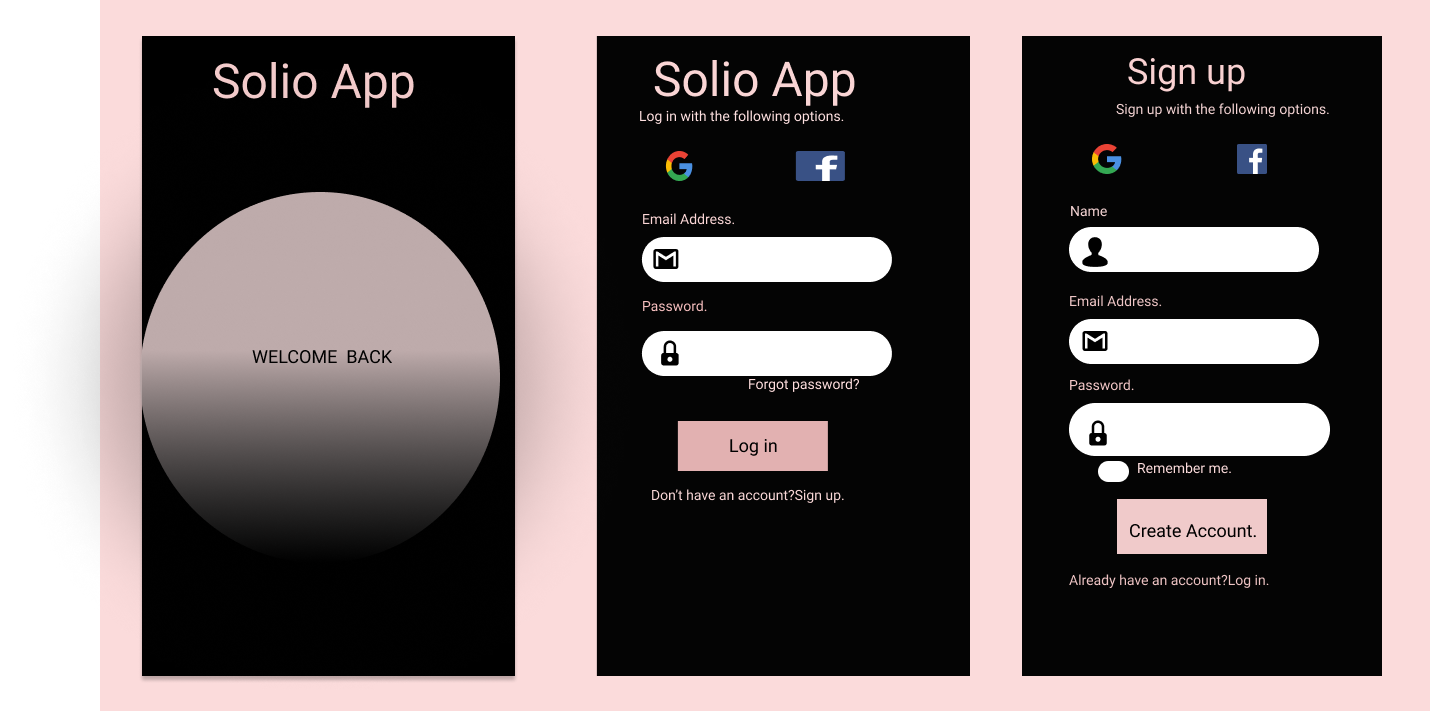 Solio App
WELCOME  BACK
Solio App
Log in with the following options.
Email Address.
Password.
Forgot password?
Log in
Don't have an account?Sign up.
Sign up
Sign up with the following options.
Name
Email Address.
Password.
Remember me.
Create Account.
Already have an account?Log in.